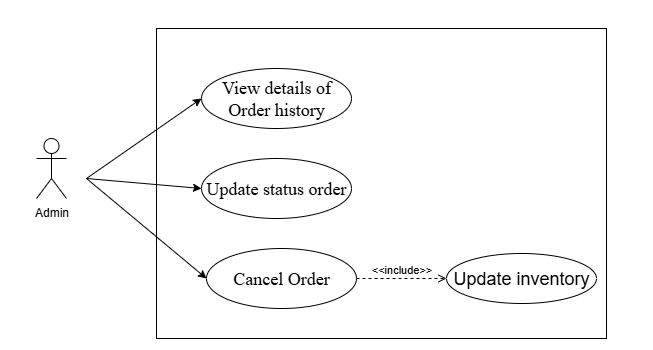 View details of
Order history
Admin
Update status order
Cancel Order
<<include>>
Update inventory